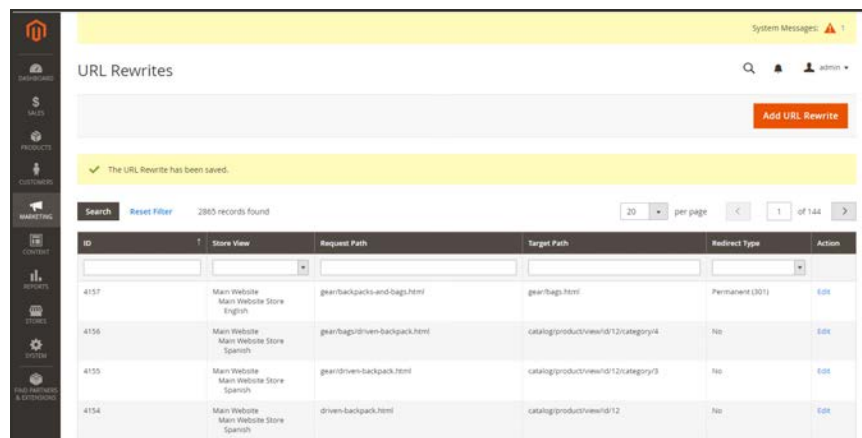 System Messages: 1
DASHBOARD
URL Rewrites
admin
SALES
Add URL Rewrite
PRODUCTS
The URL Rewrite has been saved.
CUSTOMERS
MARKETING
Search Reset Filter 2865 records found 20 per page 1 of 144
CONTENT
ID Store View Request Path Target Path Redirect Type Action
REPORTS
4157 Main Website gear/backpacks-and-bags.html gear/bags.html Permanent (301) Edit
Main Website Store
English
STORES
4156 Main Website gear/bags/driven-backpack.html catalog/product/view/id/12/category/4 No Edit
Main Website Store
Spanish
SYSTEM
4155 Main Website gear/driven-backpack.html catalog/product/view/id/12/category/3 No Edit
Main Website Store
Spanish
FIND PARTNERS
& EXTENSIONS
4154 Main Website driven-backpack.html catalog/product/view/id/12 No Edit
Main Website Store
Spanish